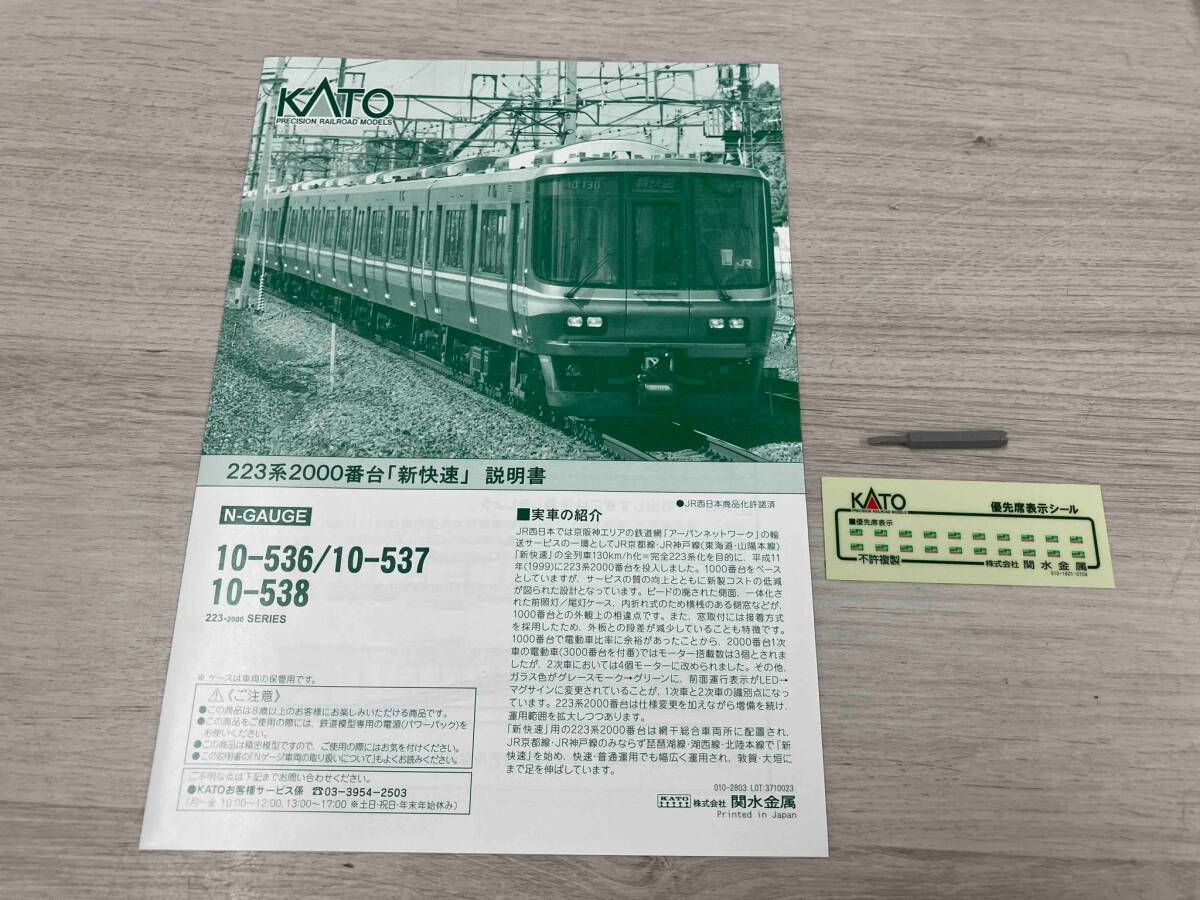 KATO
PRECISION RAILROAD MODELS
10130
新快速
JR
223系2000番台「新快速」 説明書
N-GAUGE
10-536/10-537
10-538
223-2000 SERIES
※ケースは車両の保管用です。
⚠《ご注意》
●この商品は8歳以上のお客様にお楽しみいただける商品です。
●この商品をご使用の際には、鉄道模型専用の電源(パワーパック)を
お使いください。
●この商品は精密模型ですので、ご使用の際にはお気を付けください。
●この説明書の「Nゲージ車両の取り扱いについて」もよくお読みください。
ご不明な点は下記までお問い合わせください。
●KATOお客様サービス係 ☎03-3954-2503
(月〜金 10:00〜12:00、13:00〜17:00 ※土日・祝日・年末年始休み)
●JR西日本商品化許諾済
■実車の紹介
JR西日本では京阪神エリアの鉄道網「アーバンネットワーク」の輸
送サービスの一環としてJR京都線・JR神戸線(東海道・山陽本線)
「新快速」の全列車130km/h化=完全223系化を目的に、平成11
年(1999)に223系2000番台を投入しました。1000番台をベース
としていますが、サービスの質の向上とともに新製コストの低減
が図られた設計となっています。ビードの廃された側面、一体化さ
れた前照灯/尾灯ケース、内折れ式のため横桟のある側窓などが、
1000番台との外観上の相違点です。また、窓取付には接着方式
を採用したため、外板との段差が減少していることも特徴です。
1000番台で電動車比率に余裕があったことから、2000番台1次
車の電動車(3000番台を付番)ではモーター搭載数は3個とされま
したが、2次車においては4個モーターに改められました。その他、
ガラス色がグレースモーク→グリーンに、前面運行表示がLED→
マグサインに変更されていることが、1次車と2次車の識別点になっ
ています。223系2000番台は仕様変更を加えながら増備を続け、
運用範囲を拡大しつつあります。
「新快速」用の223系2000番台は網干総合車両所に配置され、
JR京都線・JR神戸線のみならず琵琶湖線・湖西線・北陸本線で「新
快速」を始め、快速・普通運用でも幅広く運用され、敦賀・大垣に
まで足を伸ばしています。
010-2803 LOT:3710023
KATO 株式会社 関水金属
Printed in Japan
KATO
PRECISION RAILROAD MODELS
優先席表示シール
■優先席表示
不許複製
株式会社 関水金属